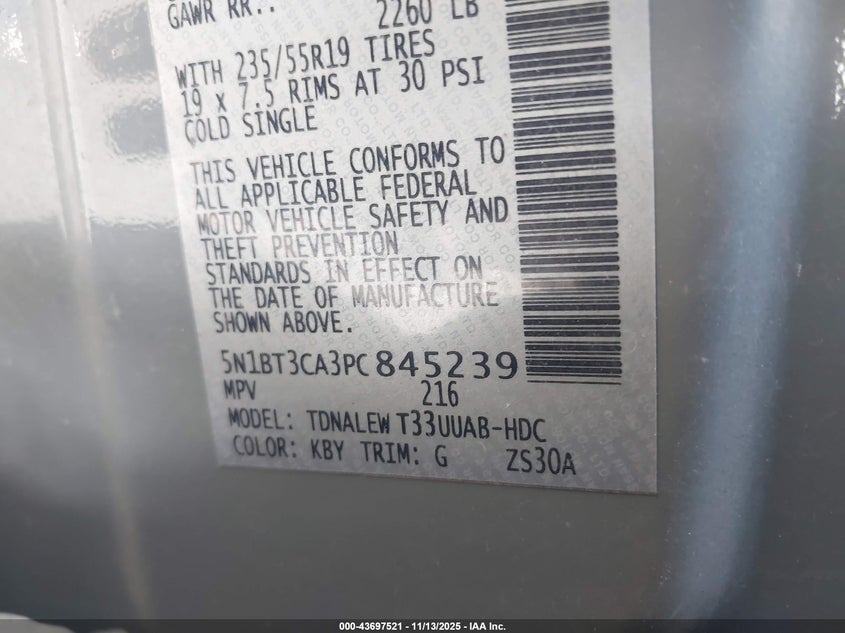 GAWR RR.: 2260 LB
WITH 235/55R19 TIRES
19 x 7.5 RIMS AT 30 PSI
COLD SINGLE
THIS VEHICLE CONFORMS TO
ALL APPLICABLE FEDERAL
MOTOR VEHICLE SAFETY AND
THEFT PREVENTION
STANDARDS IN EFFECT ON
THE DATE OF MANUFACTURE
SHOWN ABOVE.
5N1BT3CA3PC845239
MPV 216
MODEL: TDNALEW T33UUAB-HDC
COLOR: KBY TRIM: G ZS30A
000-43697521 | 11/13/2025 - IAA Inc.